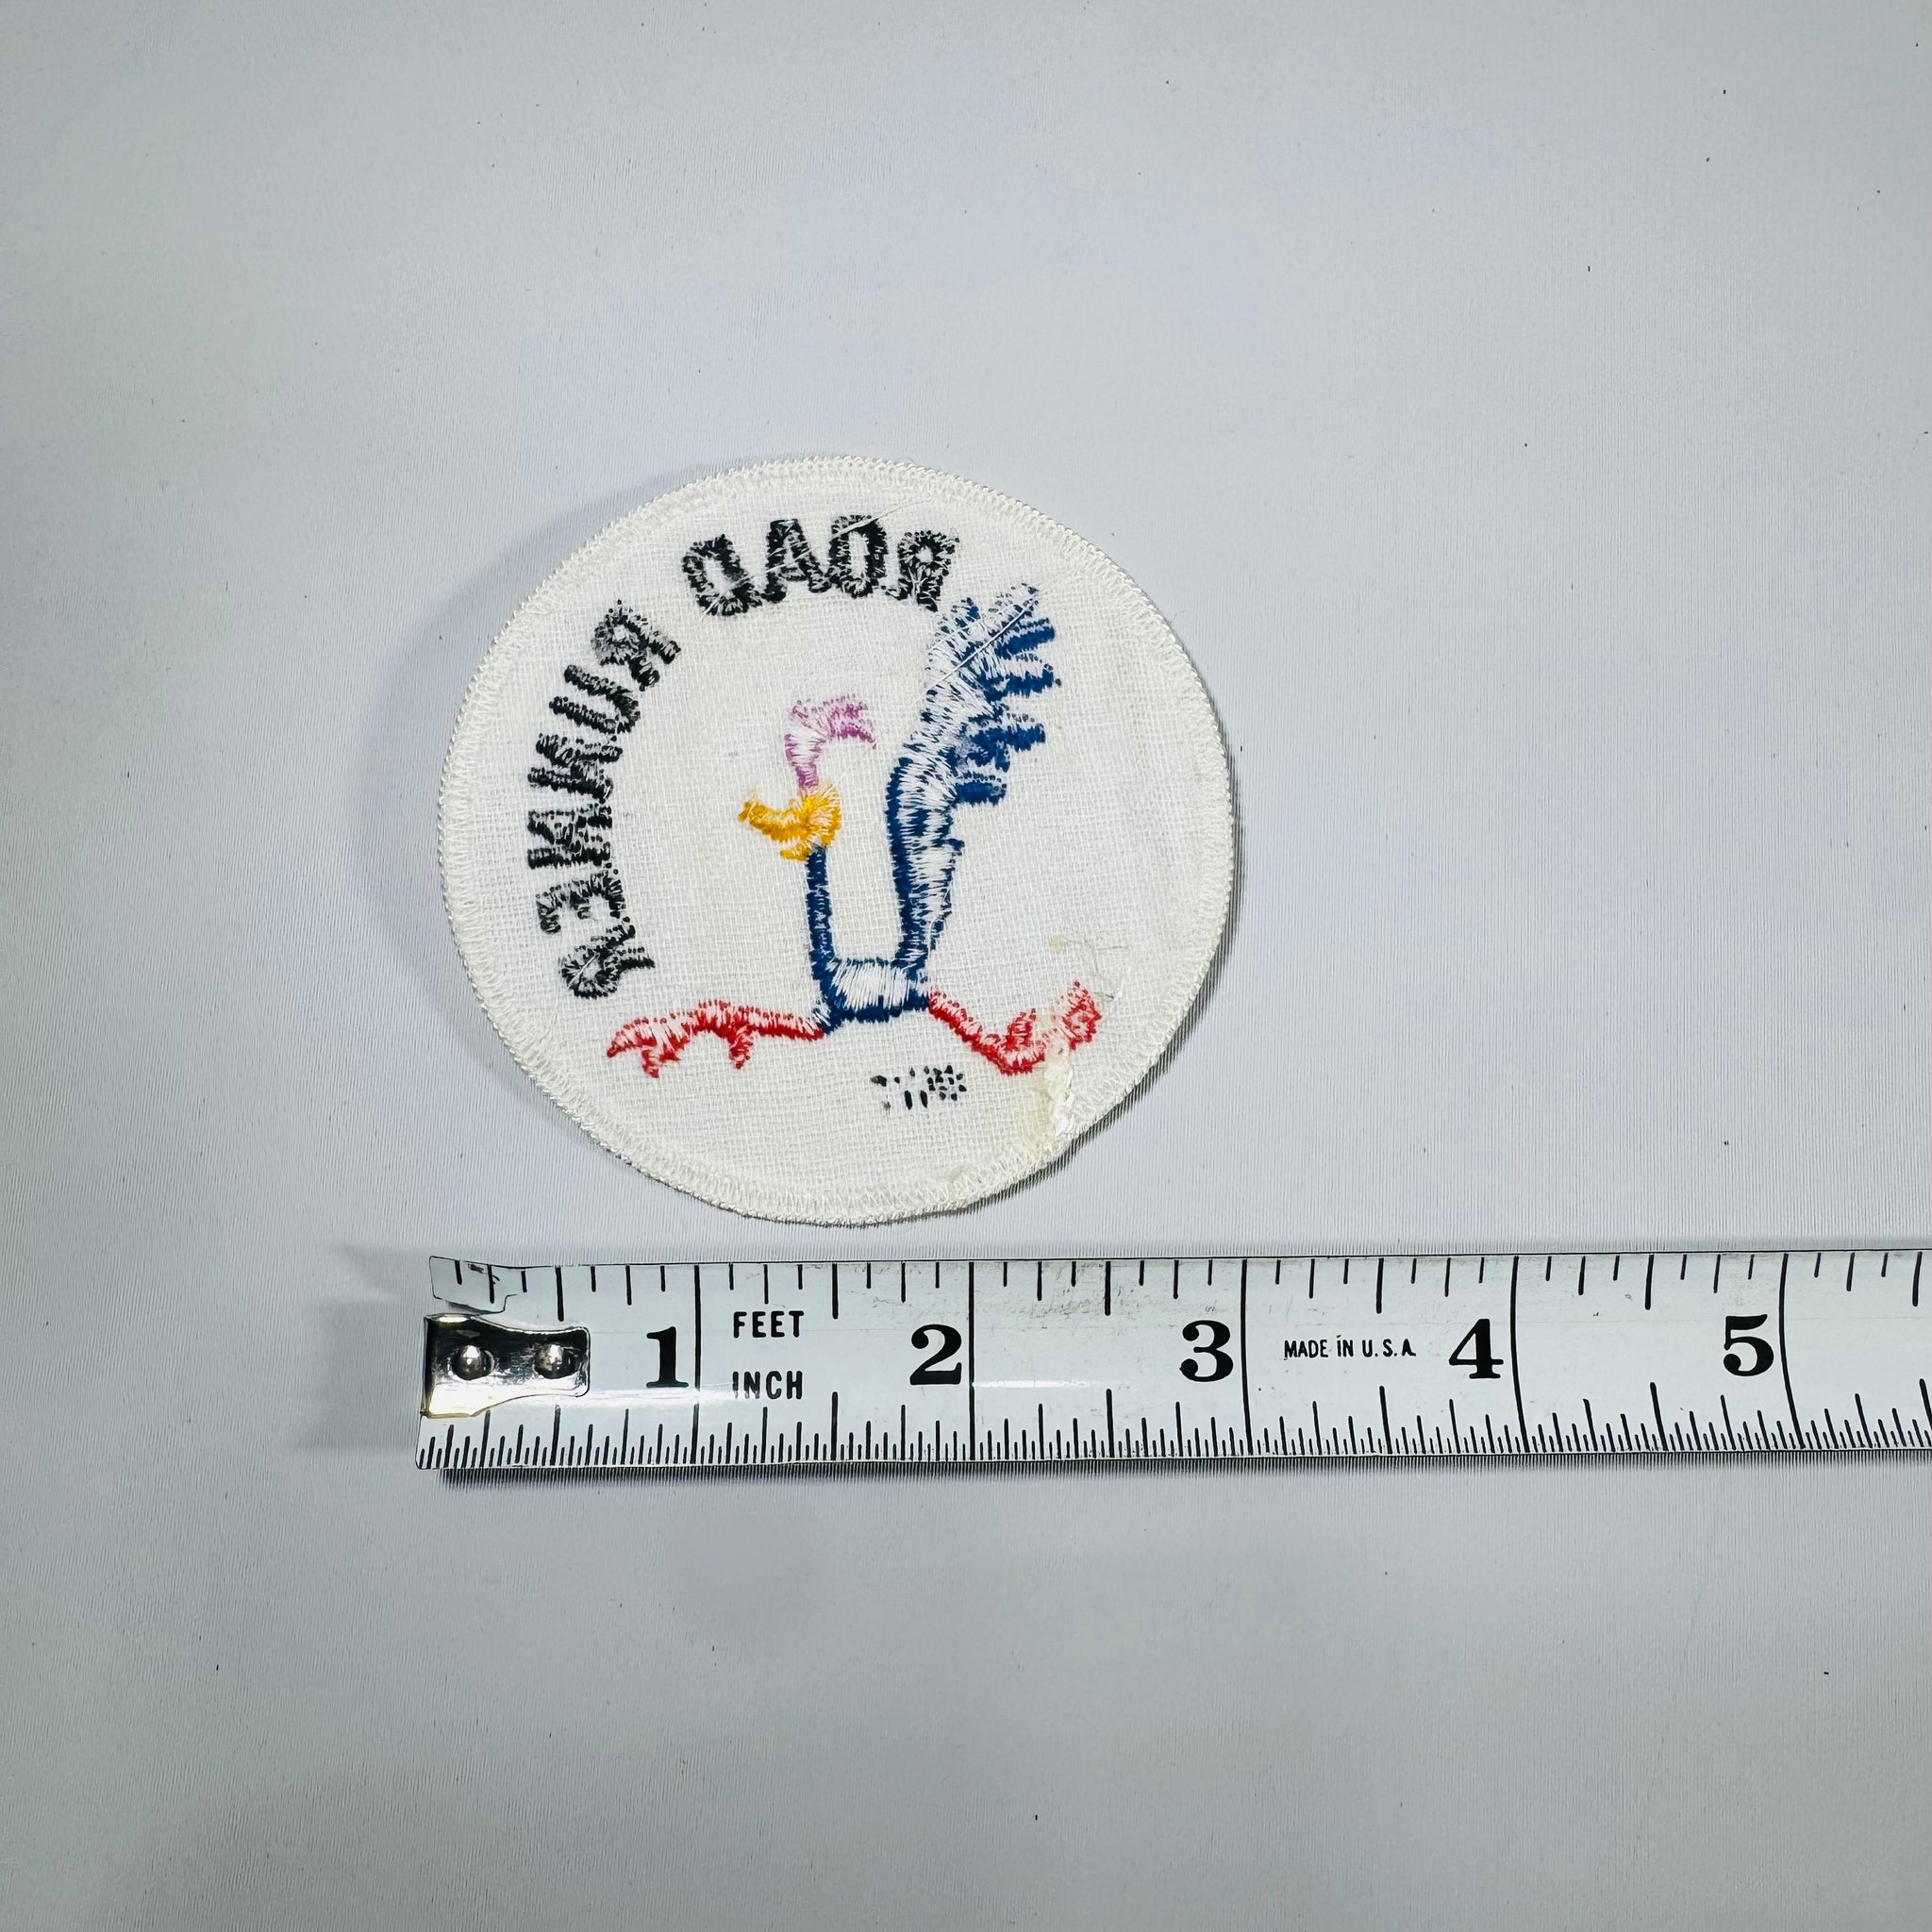 ROAD RUNNER
1 FEET 2 3 MADE IN U.S.A. 4 5
INCH